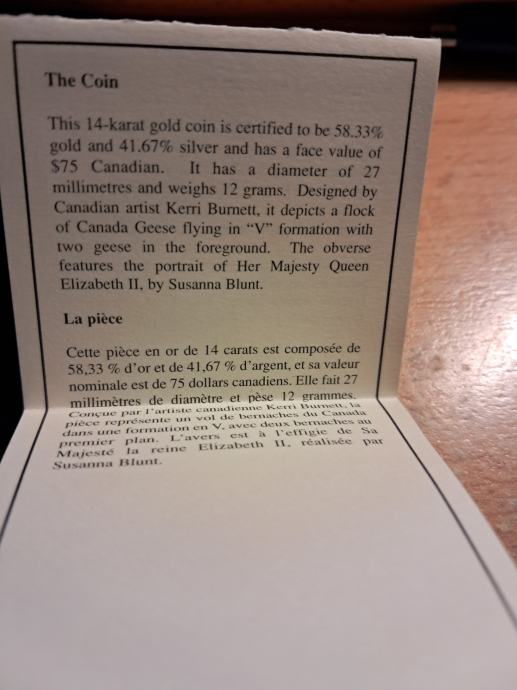 The Coin
This 14-karat gold coin is certified to be 58.33%
gold and 41.67% silver and has a face value of
$75 Canadian. It has a diameter of 27
millimetres and weighs 12 grams. Designed by
Canadian artist Kerri Burnett, it depicts a flock
of Canada Geese flying in “V” formation with
two geese in the foreground. The obverse
features the portrait of Her Majesty Queen
Elizabeth II, by Susanna Blunt.
La pièce
Cette pièce en or de 14 carats est composée de
58,33 % d'or et de 41,67 % d'argent, et sa valeur
nominale est de 75 dollars canadiens. Elle fait 27
millimètres de diamètre et pèse 12 grammes.
Conçue par l'artiste canadienne Kerri Burnett, la
pièce représente un vol de bernaches du Canada
dans une formation en V, avec deux bernaches au
premier plan. L'avers est à l'effigie de Sa
Majesté la reine Elizabeth II, réalisée par
Susanna Blunt.